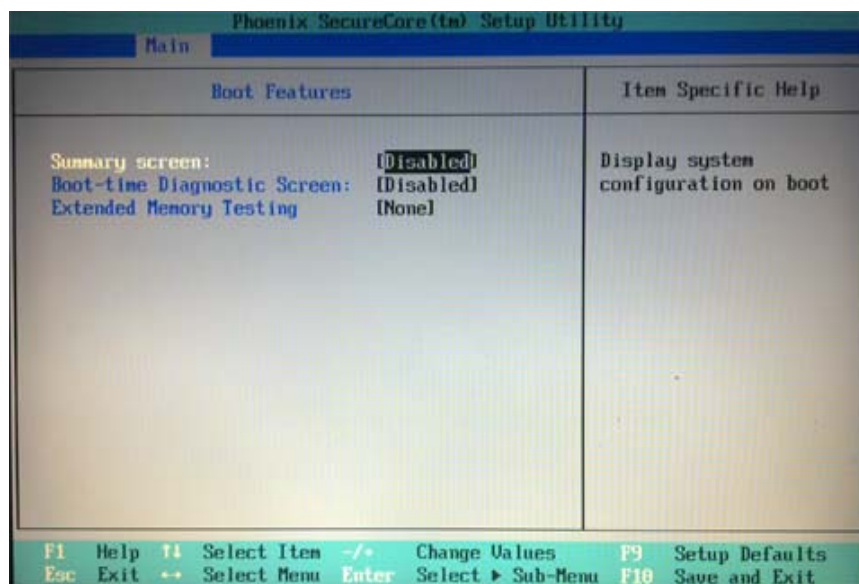 Phoenix SecureCore(tm) Setup Utility
Main
Boot Features
Item Specific Help
Summary screen: [Disabled]
Boot-time Diagnostic Screen: [Disabled]
Extended Memory Testing [None]
Display system
configuration on boot
F1 Help ↑↓ Select Item -/+ Change Values F9 Setup Defaults
Esc Exit ↔ Select Menu Enter Select ▶ Sub-Menu F10 Save and Exit